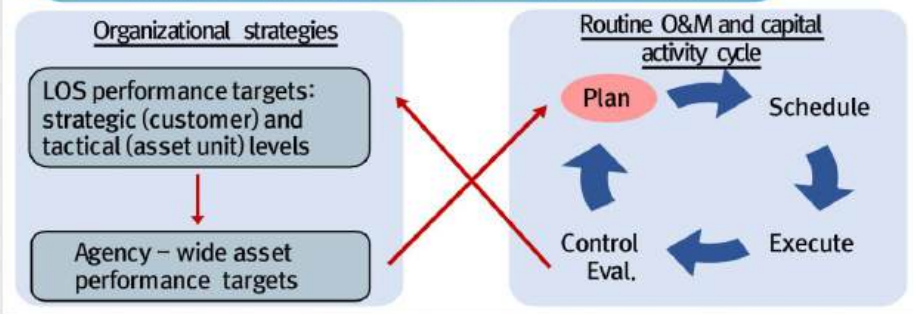 Organizational strategies
LOS performance targets:
strategic (customer) and
tactical (asset unit) levels
Agency – wide asset
performance targets
Routine O&M and capital
activity cycle
Plan
Schedule
Execute
Control
Eval.